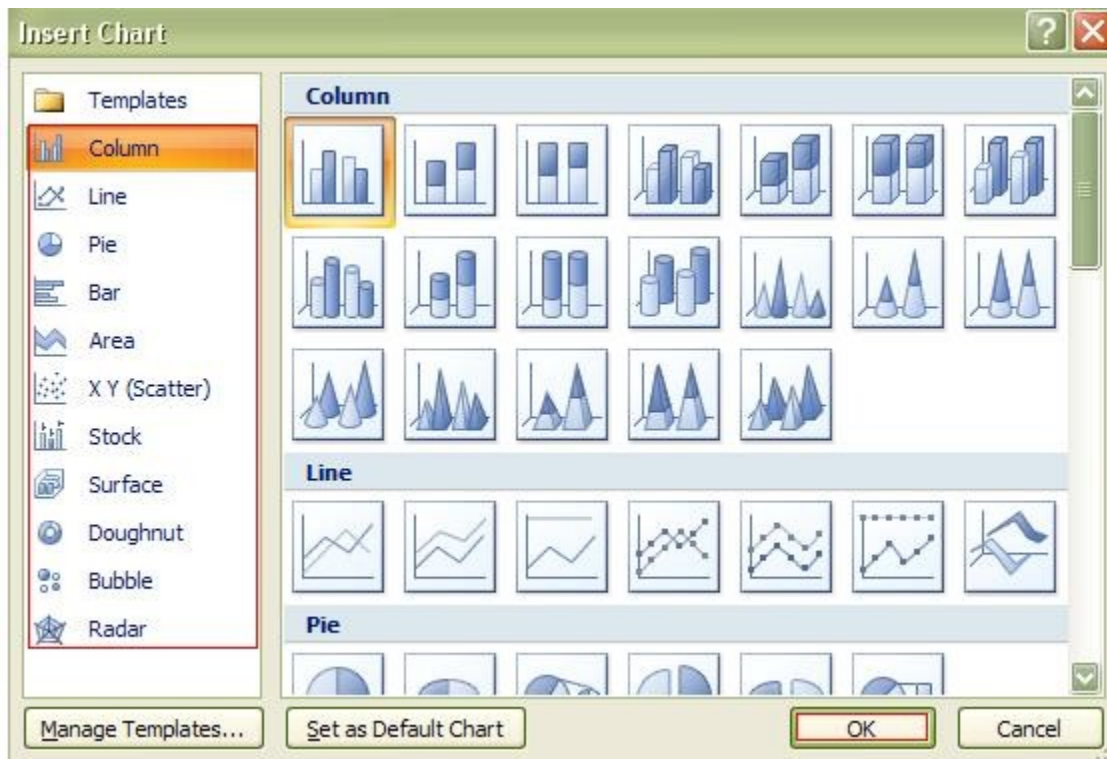 Insert Chart
Templates
Column
Line
Pie
Bar
Area
X Y (Scatter)
Stock
Surface
Doughnut
Bubble
Radar
Column
Line
Pie
Manage Templates...
Set as Default Chart
OK
Cancel